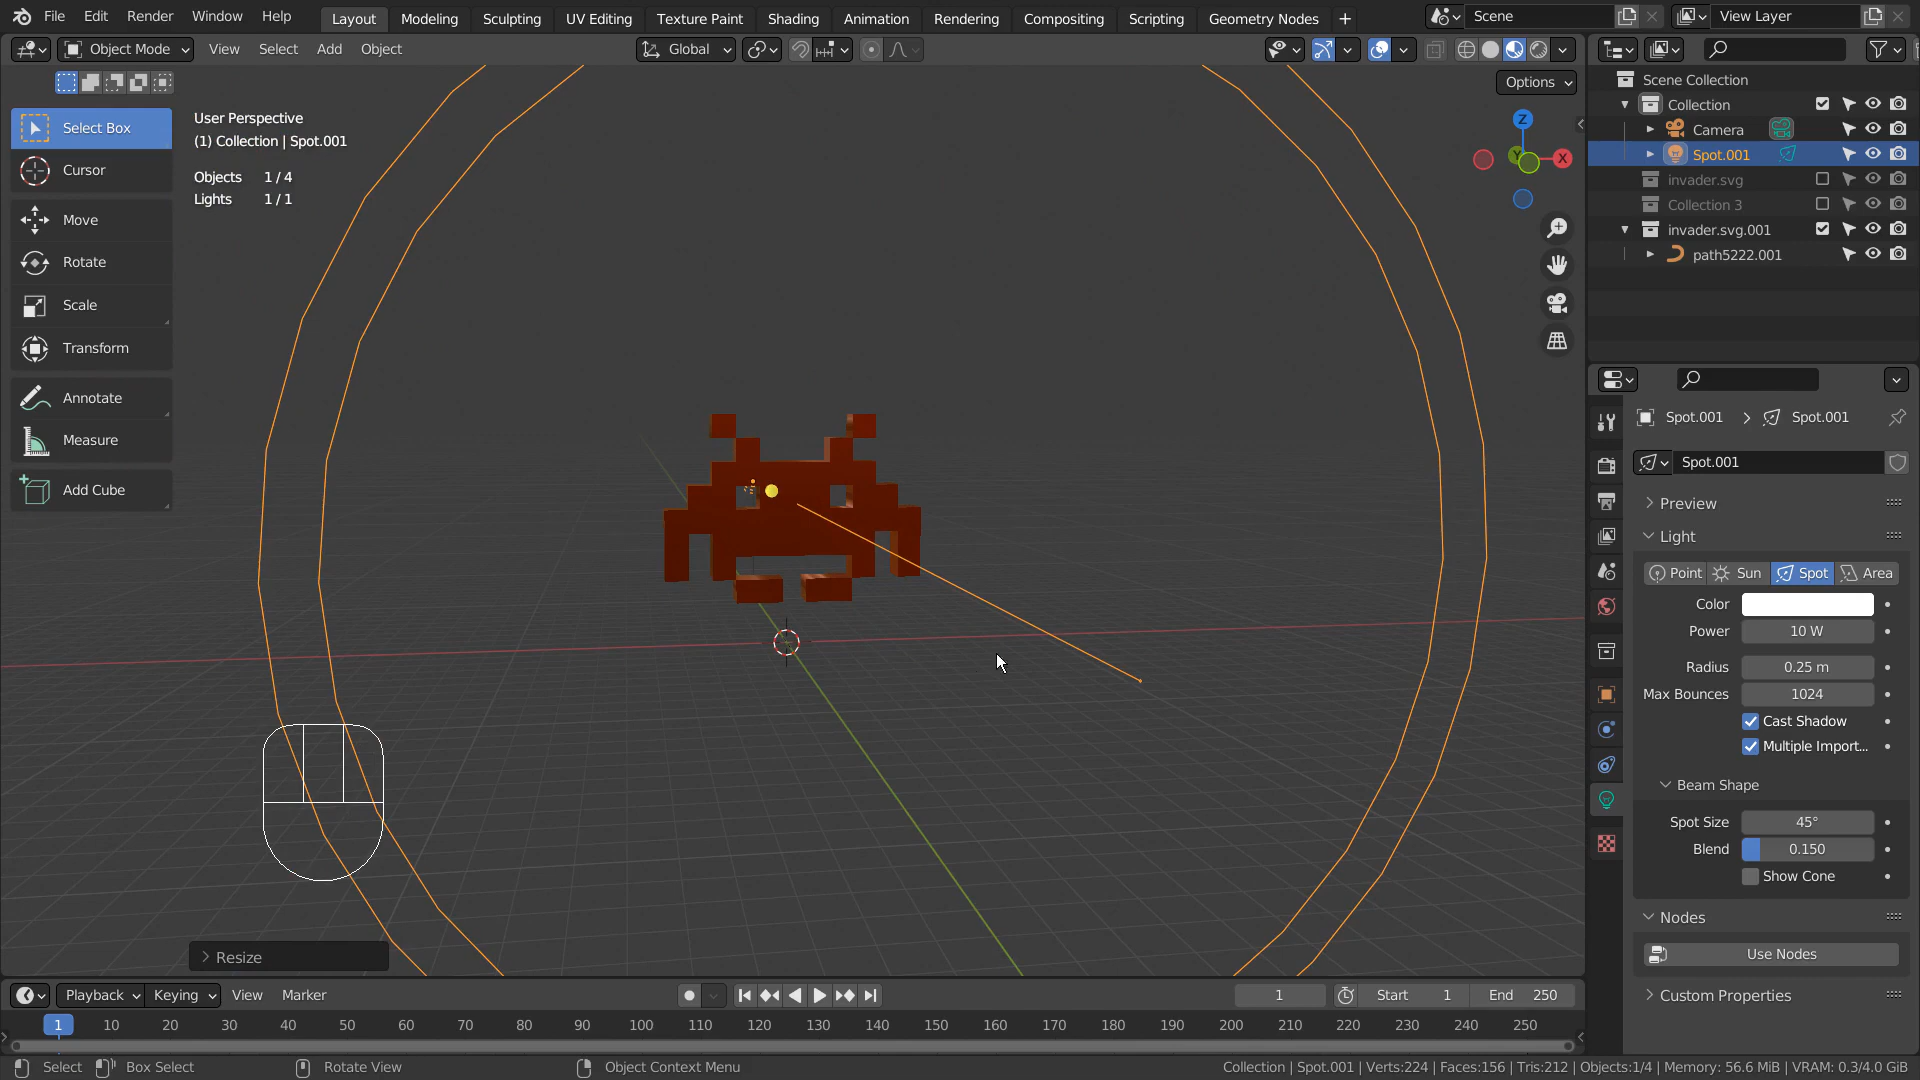 File Edit Render Window Help Layout Modeling Sculpting UV Editing Texture Paint Shading Animation Rendering Compositing Scripting Geometry Nodes + Scene View Layer
Object Mode View Select Add Object Global
Options
Select Box
Cursor
Move
Rotate
Scale
Transform
Annotate
Measure
Add Cube
User Perspective
(1) Collection | Spot.001
Objects 1 / 4
Lights 1 / 1
Z
Y
X
Resize
Scene Collection
Collection
Camera
Spot.001
invader.svg
Collection 3
invader.svg.001
path5222.001
Spot.001 > Spot.001
Spot.001
Preview
Light
Point Sun Spot Area
Color
Power 10 W
Radius 0.25 m
Max Bounces 1024
Cast Shadow
Multiple Import...
Beam Shape
Spot Size 45°
Blend 0.150
Show Cone
Nodes
Use Nodes
Custom Properties
Playback Keying View Marker 1 Start 1 End 250
1 10 20 30 40 50 60 70 80 90 100 110 120 130 140 150 160 170 180 190 200 210 220 230 240 250
Select Box Select Rotate View Object Context Menu Collection | Spot.001 | Verts:224 | Faces:156 | Tris:212 | Objects:1/4 | Memory: 56.6 MiB | VRAM: 0.3/4.0 GiB